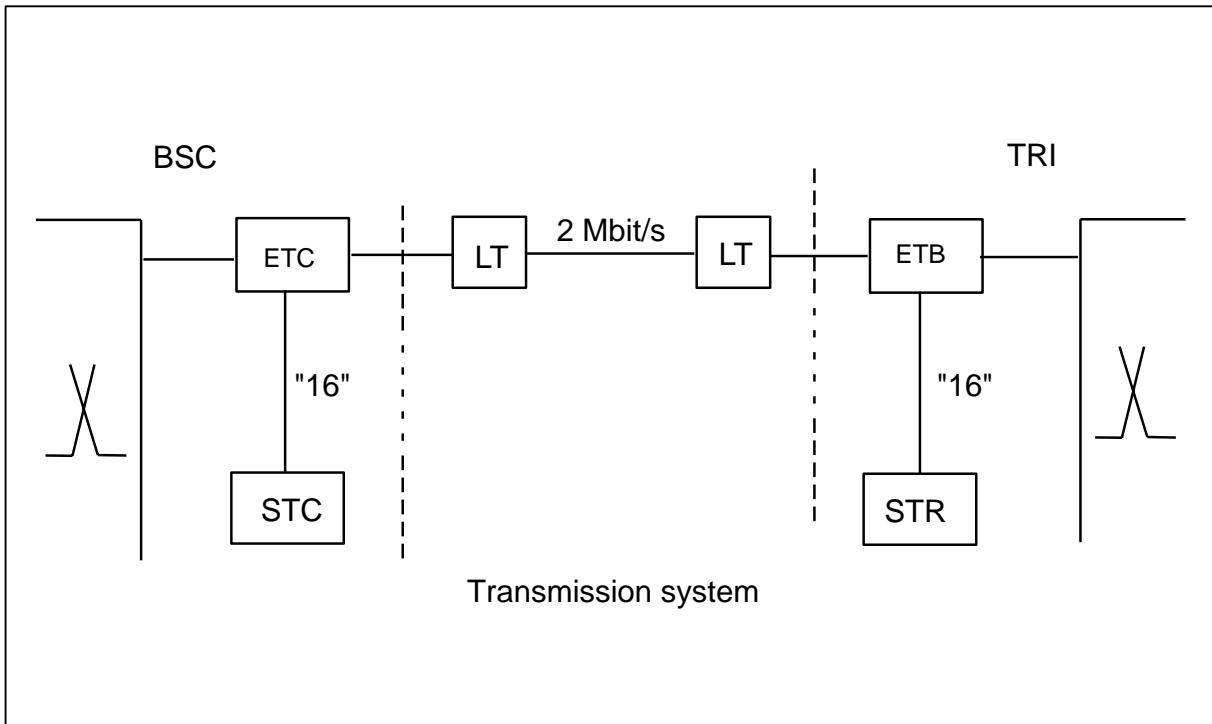 BSC
TRI
2 Mbit/s
ETC
LT
LT
ETB
"16"
"16"
STC
STR
Transmission system